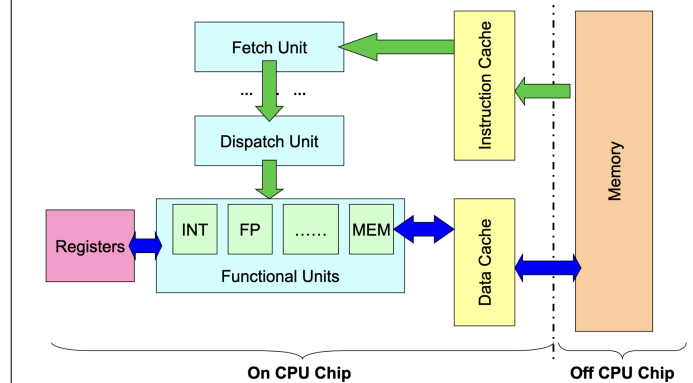 Fetch Unit
... . ...
Dispatch Unit
Instruction Cache
Memory
INT
FP
......
MEM
Registers
Functional Units
Data Cache
On CPU Chip
Off CPU Chip